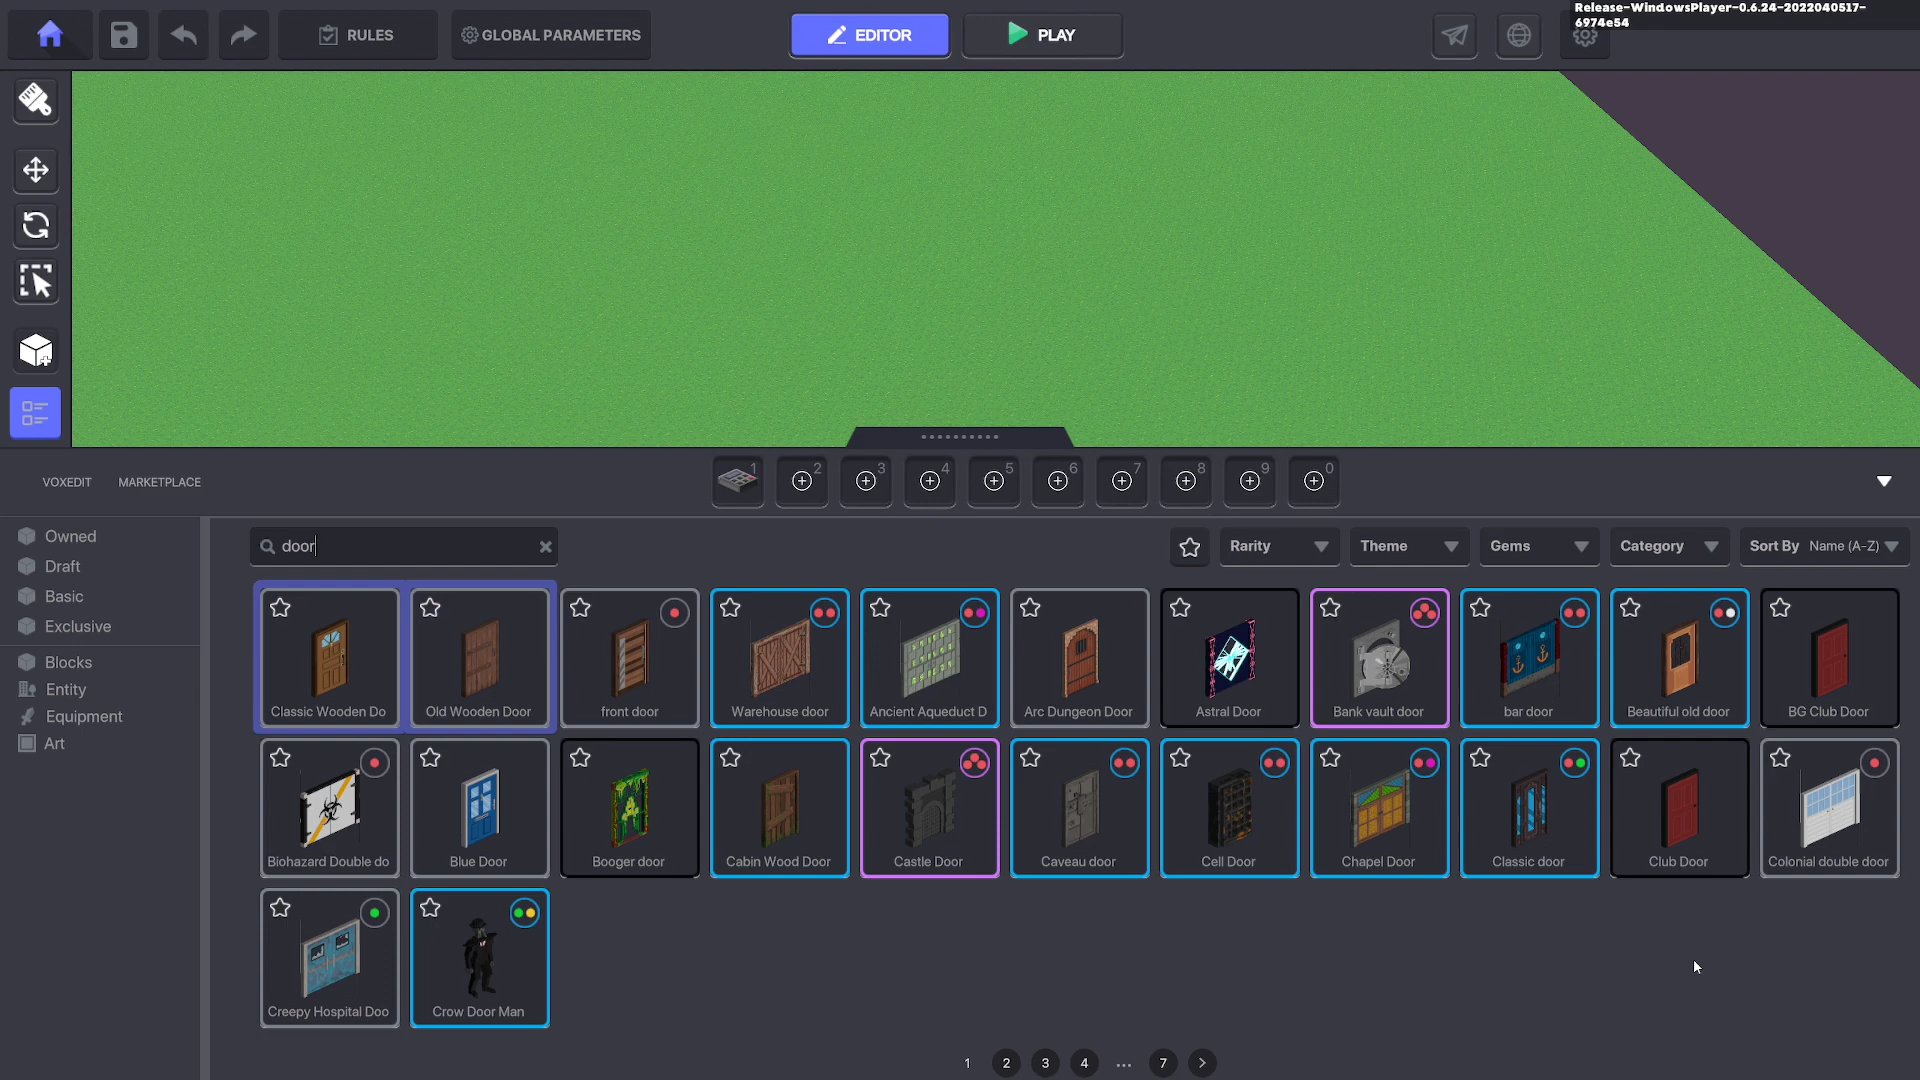 Release-WindowsPlayer-0.6.24-2022040517-
6974e54
RULES
GLOBAL PARAMETERS
EDITOR
PLAY
VOXEDIT
MARKETPLACE
1
2
3
4
5
6
7
8
9
0
Owned
Draft
Basic
Exclusive
Blocks
Entity
Equipment
Art
door
Rarity
Theme
Gems
Category
Sort By Name (A-Z)
Classic Wooden Do
Old Wooden Door
front door
Warehouse door
Ancient Aqueduct D
Arc Dungeon Door
Astral Door
Bank vault door
bar door
Beautiful old door
BG Club Door
Biohazard Double do
Blue Door
Booger door
Cabin Wood Door
Castle Door
Caveau door
Cell Door
Chapel Door
Classic door
Club Door
Colonial double door
Creepy Hospital Doo
Crow Door Man
1 2 3 4 ... 7 >